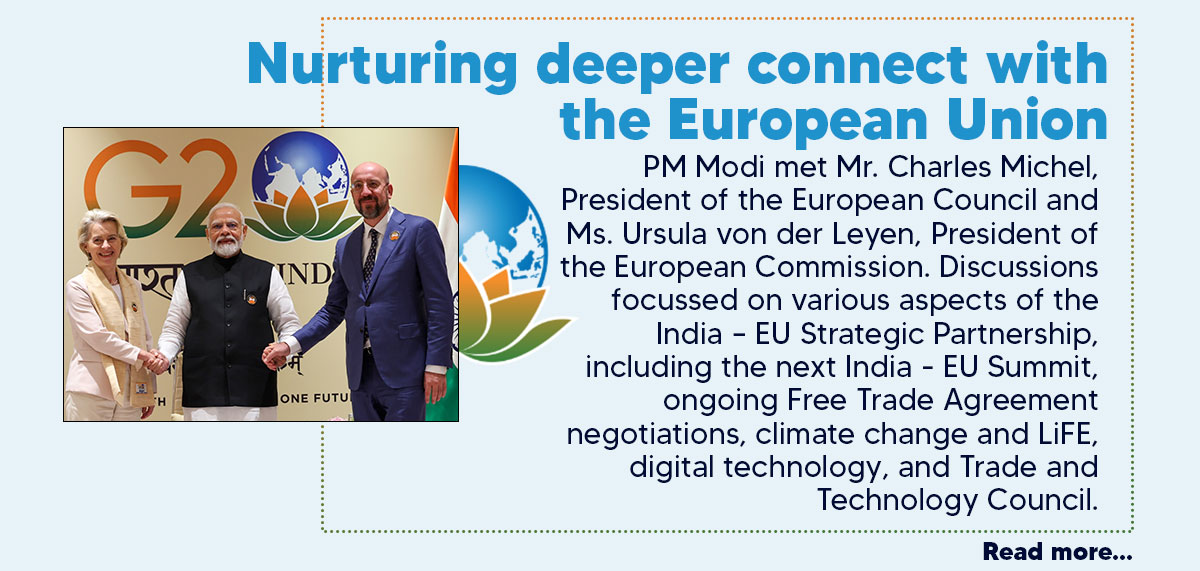 Nurturing deeper connect with
the European Union
PM Modi met Mr. Charles Michel,
President of the European Council and
Ms. Ursula von der Leyen, President of
the European Commission. Discussions
focussed on various aspects of the
India – EU Strategic Partnership,
including the next India - EU Summit,
ongoing Free Trade Agreement
negotiations, climate change and LiFE,
digital technology, and Trade and
Technology Council.
G20
ONE FUTU
Read more...